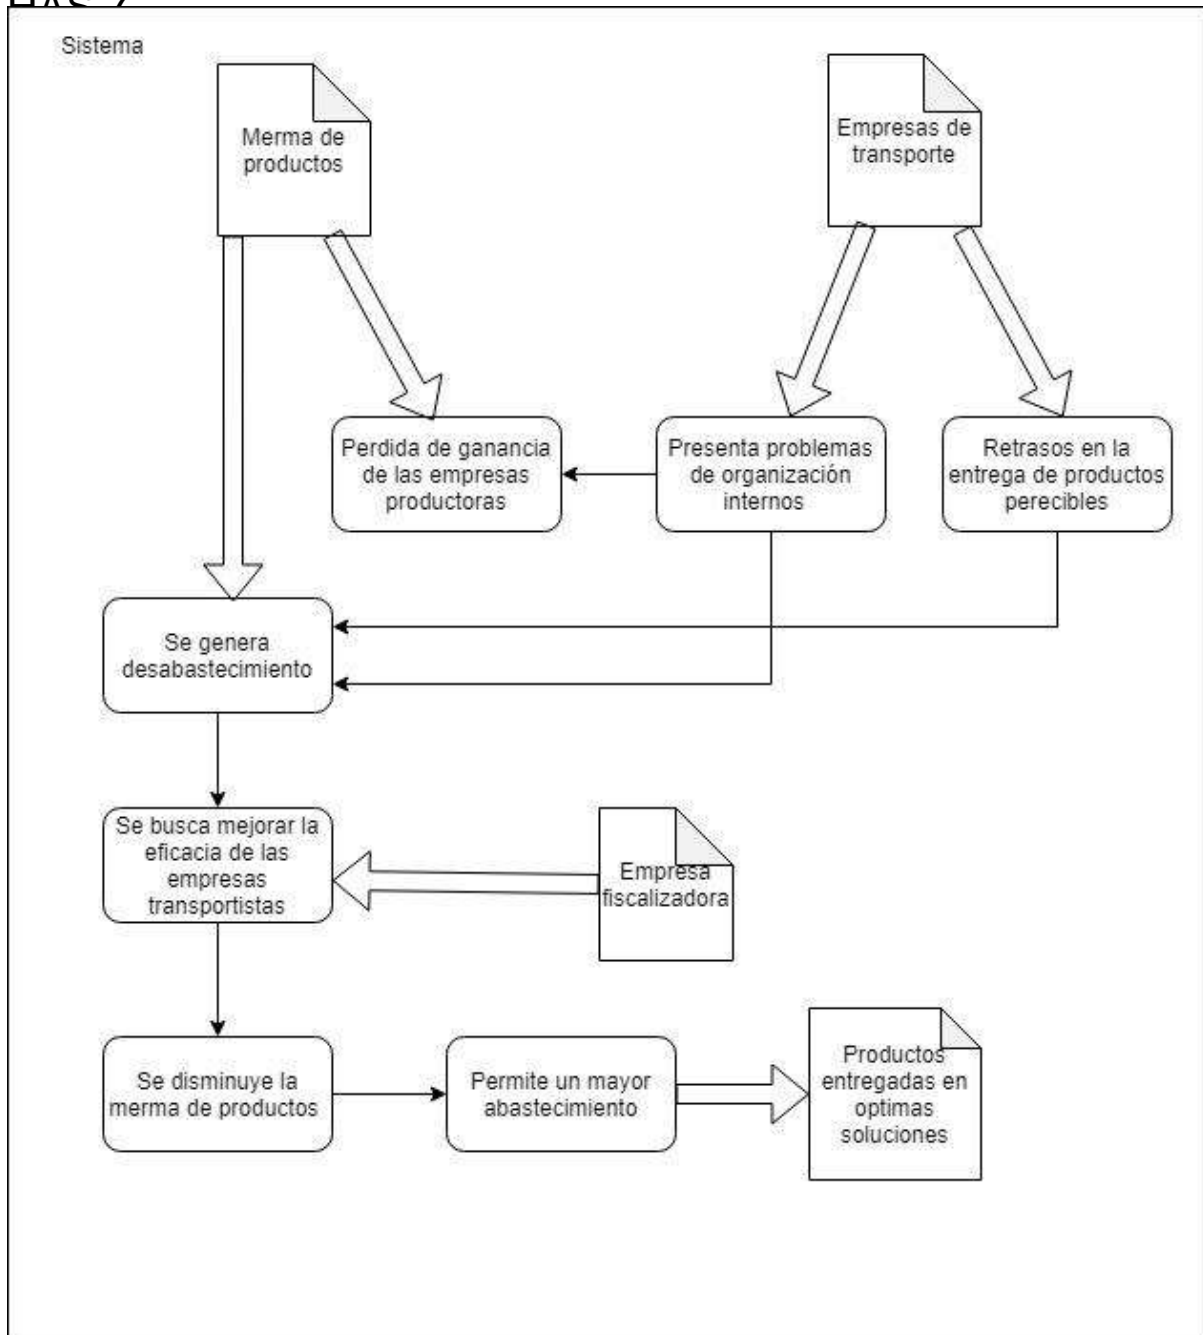 Sistema
Merma de
productos
Empresas de
transporte
Perdida de ganancia
de las empresas
productoras
Presenta problemas
de organización
internos
Retrasos en la
entrega de productos
perecibles
Se genera
desabastecimiento
Se busca mejorar la
eficacia de las
empresas
transportistas
Empresa
fiscalizadora
Se disminuye la
merma de productos
Permite un mayor
abastecimiento
Productos
entregadas en
optimas
soluciones